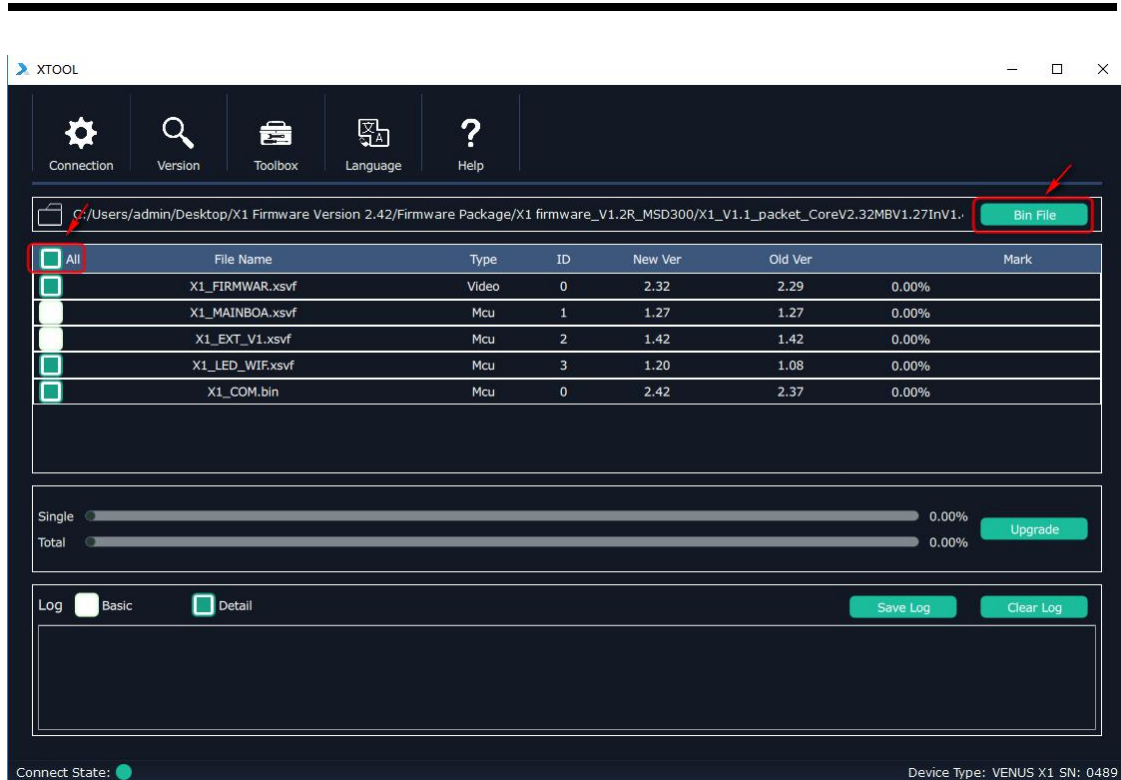 XTOOL
Connection Version Toolbox Language Help
C:/Users/admin/Desktop/X1 Firmware Version 2.42/Firmware Package/X1 firmware_V1.2R_MSD300/X1_V1.1_packet_CoreV2.32MBV1.27InV1. Bin File
All File Name Type ID New Ver Old Ver Mark
X1_FIRMWAR.xsvf Video 0 2.32 2.29 0.00%
X1_MAINBOA.xsvf Mcu 1 1.27 1.27 0.00%
X1_EXT_V1.xsvf Mcu 2 1.42 1.42 0.00%
X1_LED_WIF.xsvf Mcu 3 1.20 1.08 0.00%
X1_COM.bin Mcu 0 2.42 2.37 0.00%
Single 0.00%
Total 0.00%
Upgrade
Log Basic Detail Save Log Clear Log
Connect State: Device Type: VENUS X1 SN: 0489